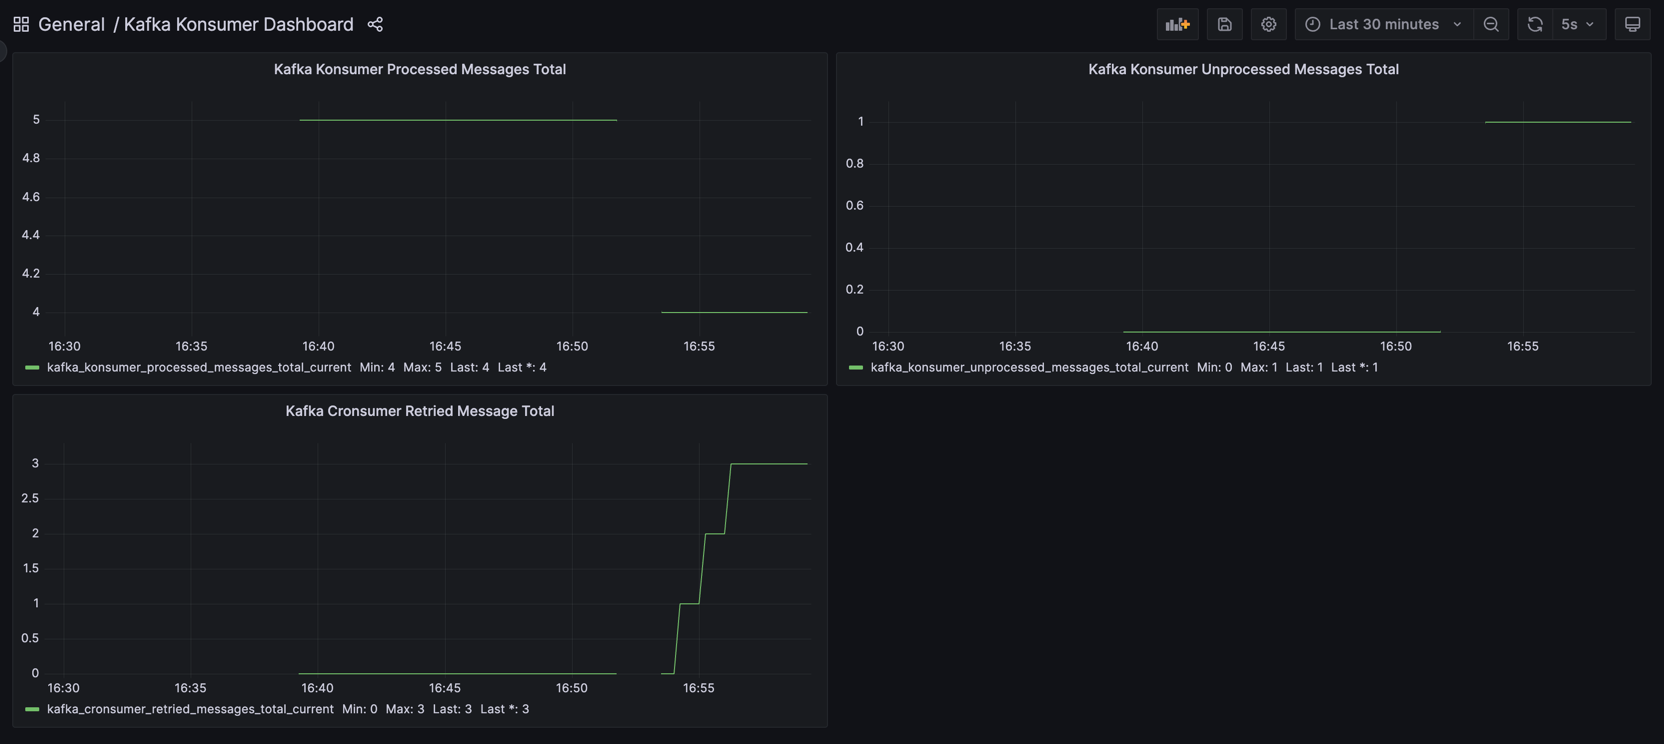 General / Kafka Konsumer Dashboard
Last 30 minutes
5s
Kafka Konsumer Processed Messages Total
5
4.8
4.6
4.4
4.2
4
16:30 16:35 16:40 16:45 16:50 16:55
kafka_konsumer_processed_messages_total_current Min: 4 Max: 5 Last: 4 Last *: 4
Kafka Konsumer Unprocessed Messages Total
1
0.8
0.6
0.4
0.2
0
16:30 16:35 16:40 16:45 16:50 16:55
kafka_konsumer_unprocessed_messages_total_current Min: 0 Max: 1 Last: 1 Last *: 1
Kafka Cronsumer Retried Message Total
3
2.5
2
1.5
1
0.5
0
16:30 16:35 16:40 16:45 16:50 16:55
kafka_cronsumer_retried_messages_total_current Min: 0 Max: 3 Last: 3 Last *: 3